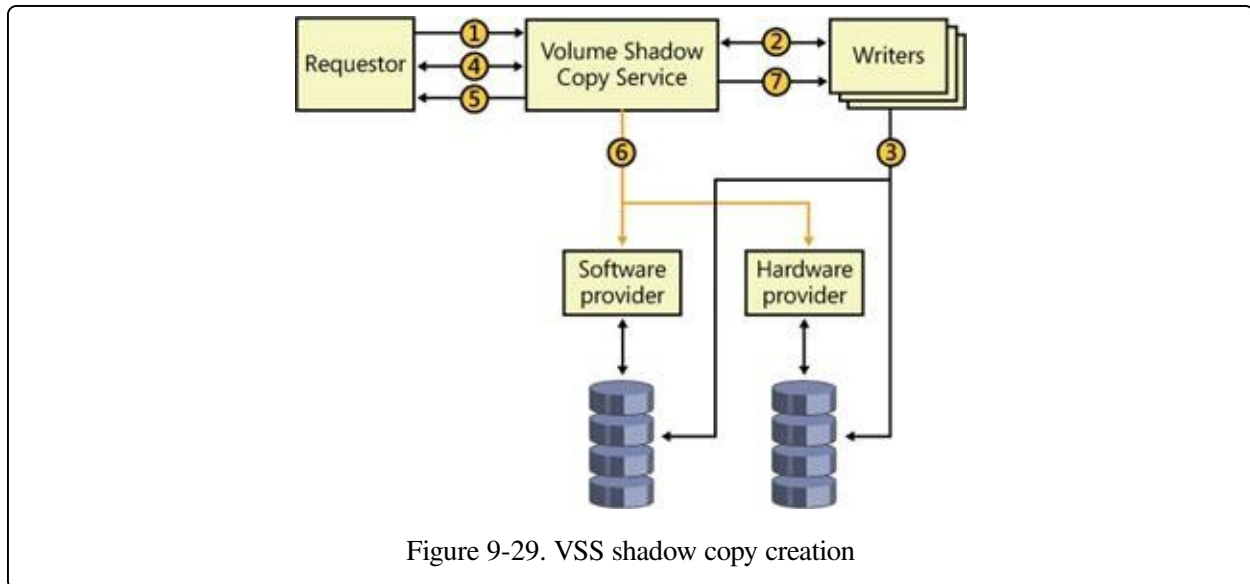 Requestor
1
4
5
Volume Shadow
Copy Service
2
7
Writers
6
3
Software
provider
Hardware
provider
Figure 9-29. VSS shadow copy creation